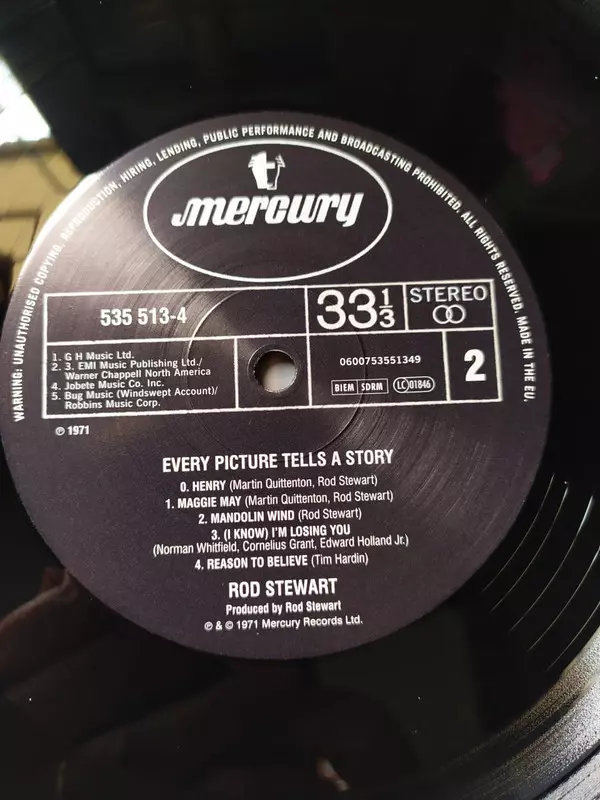 WARNING: UNAUTHORISED COPYING, REPRODUCTION, HIRING, LENDING, PUBLIC PERFORMANCE AND BROADCASTING PROHIBITED. ALL RIGHTS RESERVED. MADE IN THE EU.
mercury
535 513-4
33 1/3
STEREO
1. G H Music Ltd.
2. 3. EMI Music Publishing Ltd./
Warner Chappell North America
4. Jobete Music Co. Inc.
5. Bug Music (Windswept Account)/
Robbins Music Corp.
0600753551349
BIEM SDRM LC 01846
2
℗ 1971
EVERY PICTURE TELLS A STORY
0. HENRY (Martin Quittenton, Rod Stewart)
1. MAGGIE MAY (Martin Quittenton, Rod Stewart)
2. MANDOLIN WIND (Rod Stewart)
3. (I KNOW) I'M LOSING YOU
(Norman Whitfield, Cornelius Grant, Edward Holland Jr.)
4. REASON TO BELIEVE (Tim Hardin)
ROD STEWART
Produced by Rod Stewart
℗ & © 1971 Mercury Records Ltd.